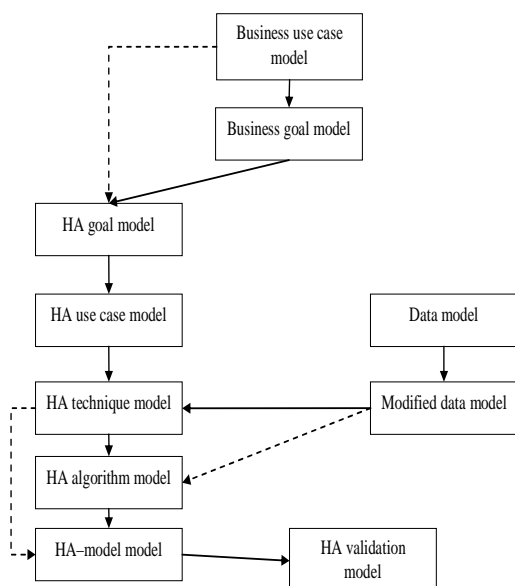 Business use case
model
Business goal model
HA goal model
HA use case model
Data model
HA technique model
Modified data model
HA algorithm model
HA–model model
HA validation
model